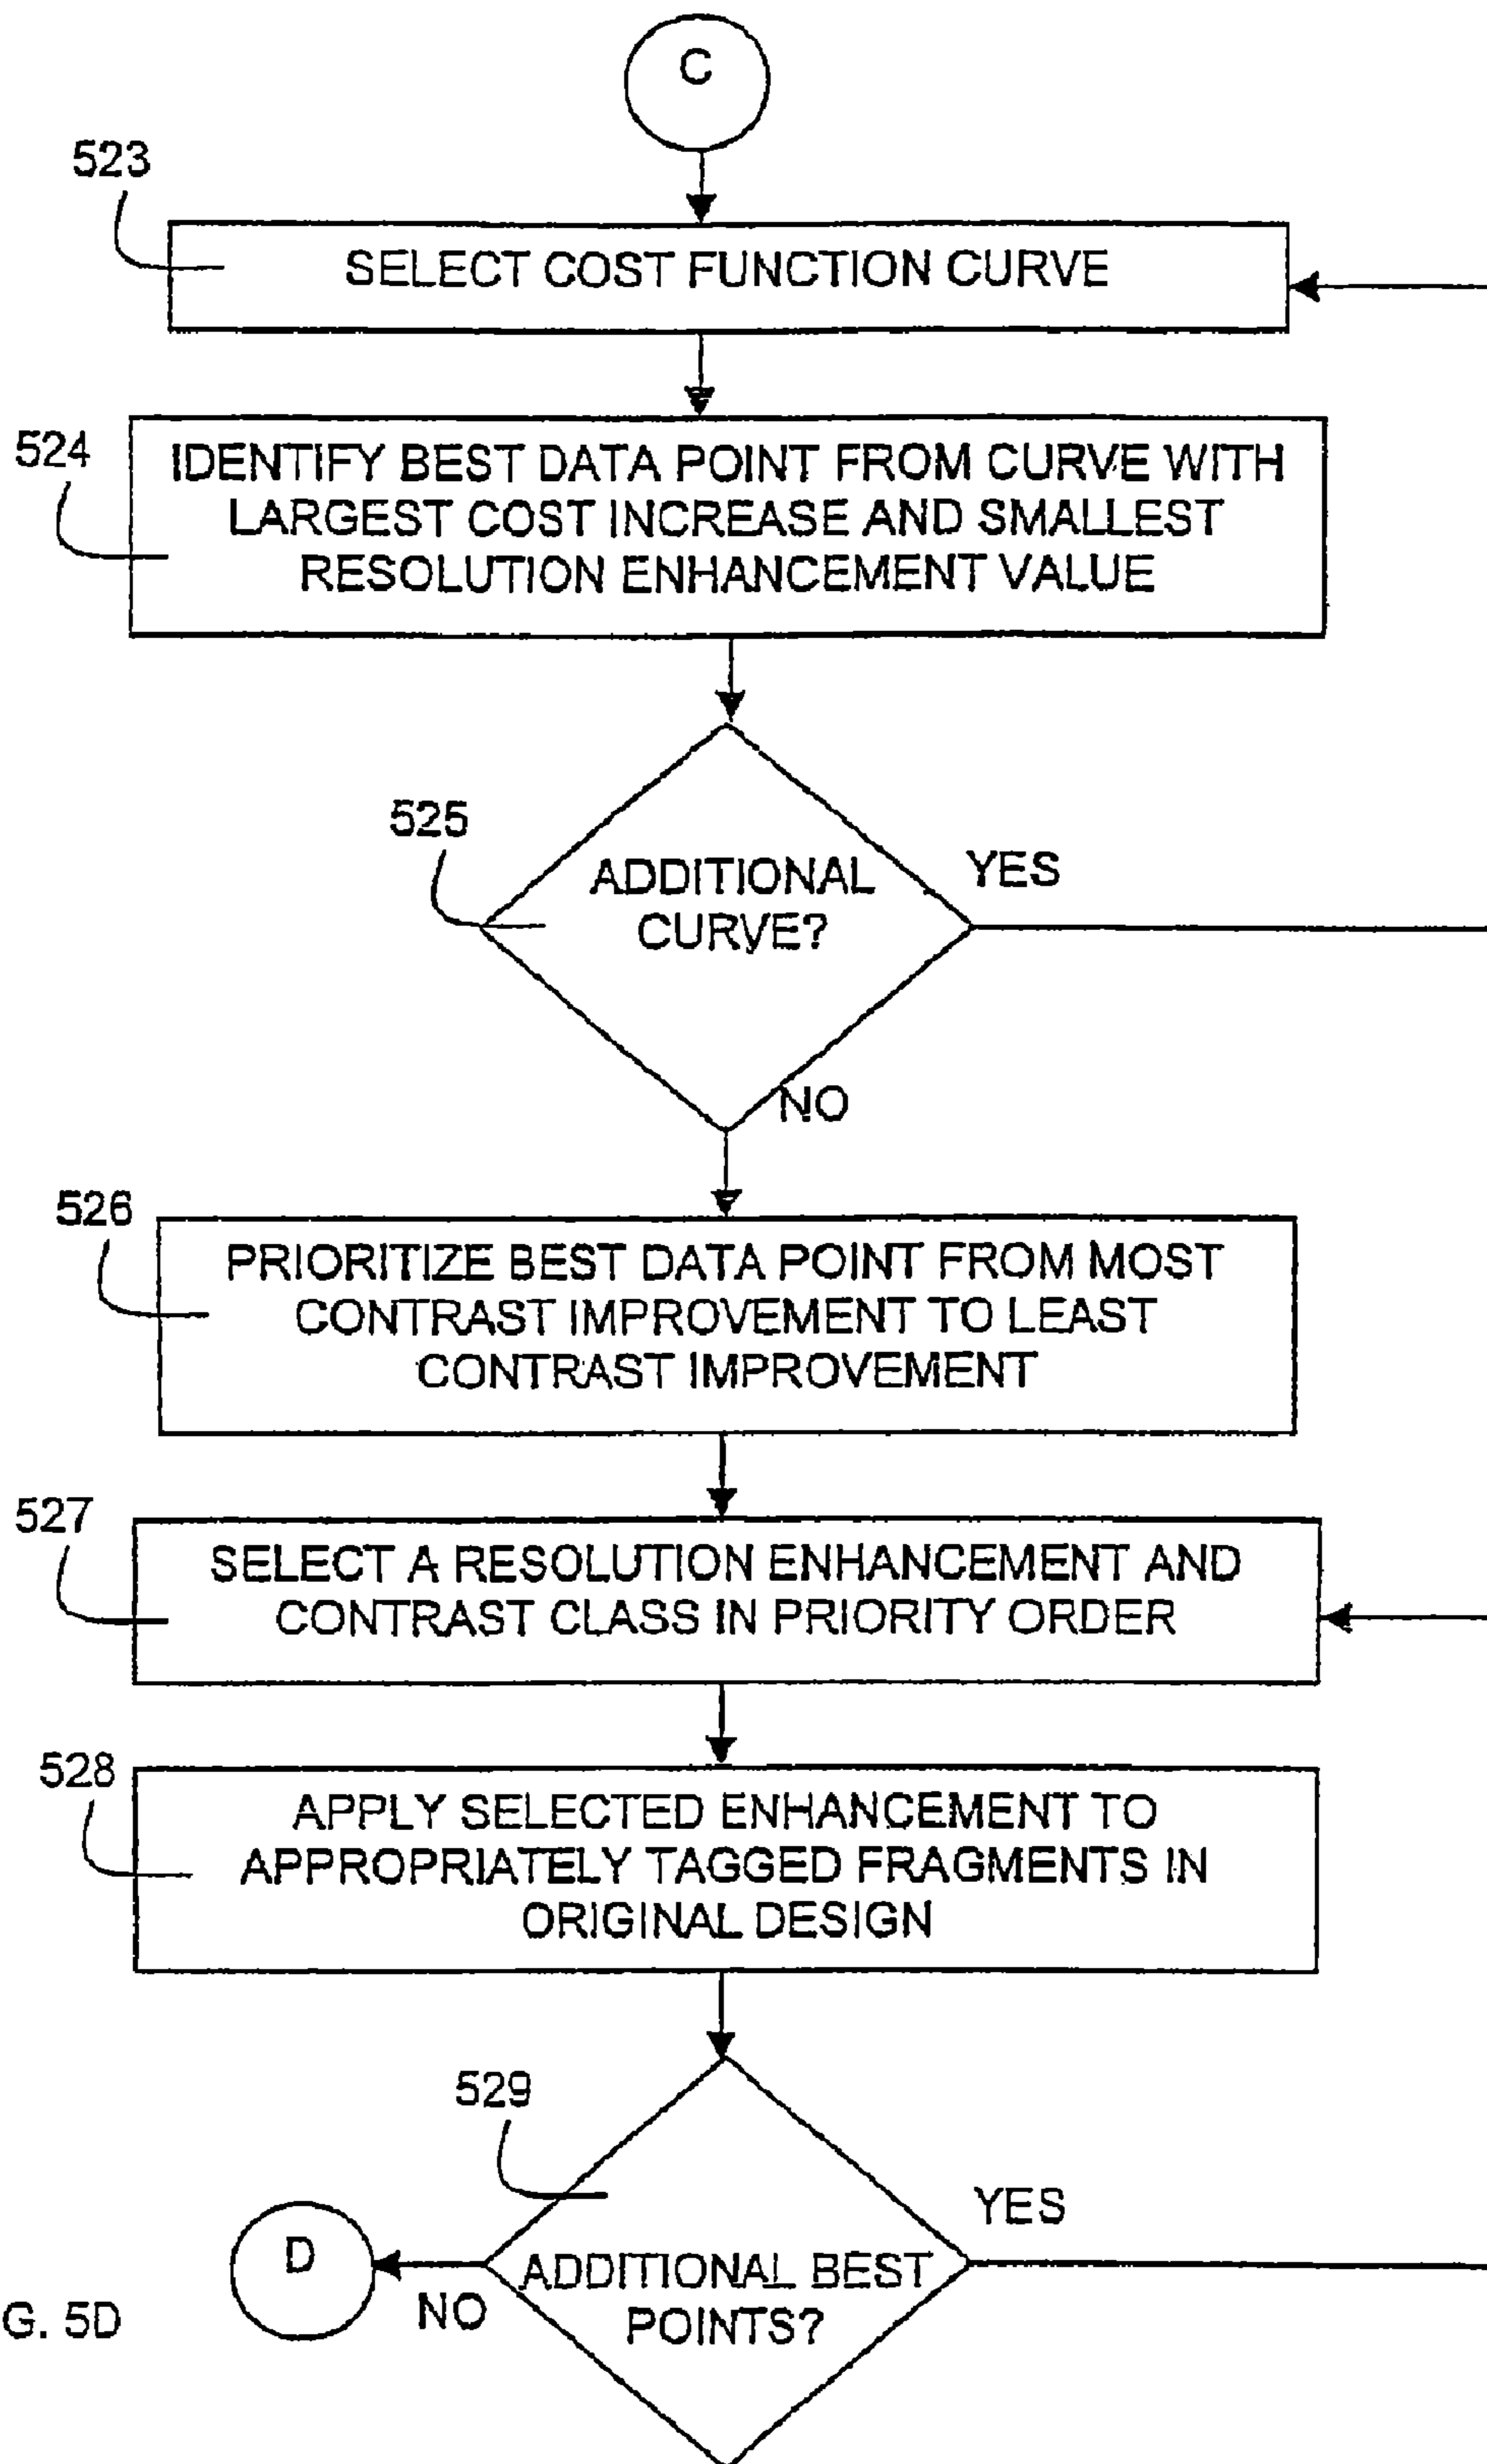 C
523
SELECT COST FUNCTION CURVE
524
IDENTIFY BEST DATA POINT FROM CURVE WITH
LARGEST COST INCREASE AND SMALLEST
RESOLUTION ENHANCEMENT VALUE
525
ADDITIONAL
CURVE?
YES
NO
526
PRIORITIZE BEST DATA POINT FROM MOST
CONTRAST IMPROVEMENT TO LEAST
CONTRAST IMPROVEMENT
527
SELECT A RESOLUTION ENHANCEMENT AND
CONTRAST CLASS IN PRIORITY ORDER
528
APPLY SELECTED ENHANCEMENT TO
APPROPRIATELY TAGGED FRAGMENTS IN
ORIGINAL DESIGN
529
YES
D
ADDITIONAL BEST
POINTS?
NO
G. 5D